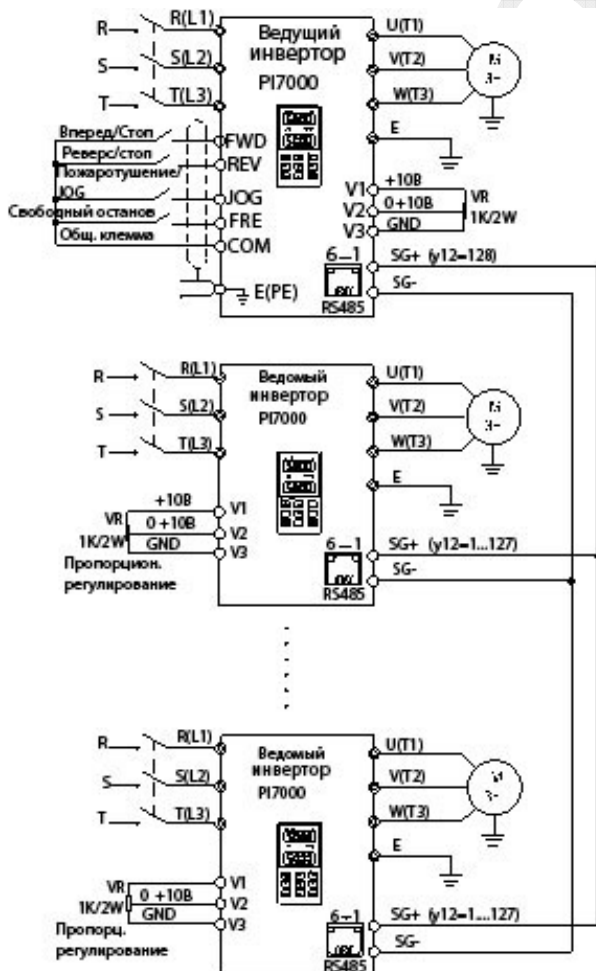 R
R(L1)
S
S(L2)
T
T(L3)
Ведущий
инвертор
PI7000
U(T1)
V(T2)
W(T3)
E
3~
Вперед/Стоп
FWD
Реверс/стоп
REV
Пожаротушение/
JOG
JOG
Свободный останов
FRE
Общ. клемма
COM
E(PE)
V1
+10В
V2
0+10В
V3
GND
VR
1K/2W
6—1
RS485
SG+ (y12=128)
SG-
R
R(L1)
S
S(L2)
T
T(L3)
Ведомый
инвертор
PI7000
U(T1)
V(T2)
W(T3)
E
3~
+10В
V1
VR
0 +10В
V2
1K/2W
GND
V3
Пропорцион.
регулирование
6—1
RS485
SG+ (y12=1...127)
SG-
R
R(L1)
S
S(L2)
T
T(L3)
Ведомый
инвертор
PI7000
U(T1)
V(T2)
W(T3)
E
M
3~
VR
V1
0 +10В
V2
1K/2W
GND
V3
Пропорц.
регулирование
6—1
RS485
SG+ (y12=1....127)
SG-